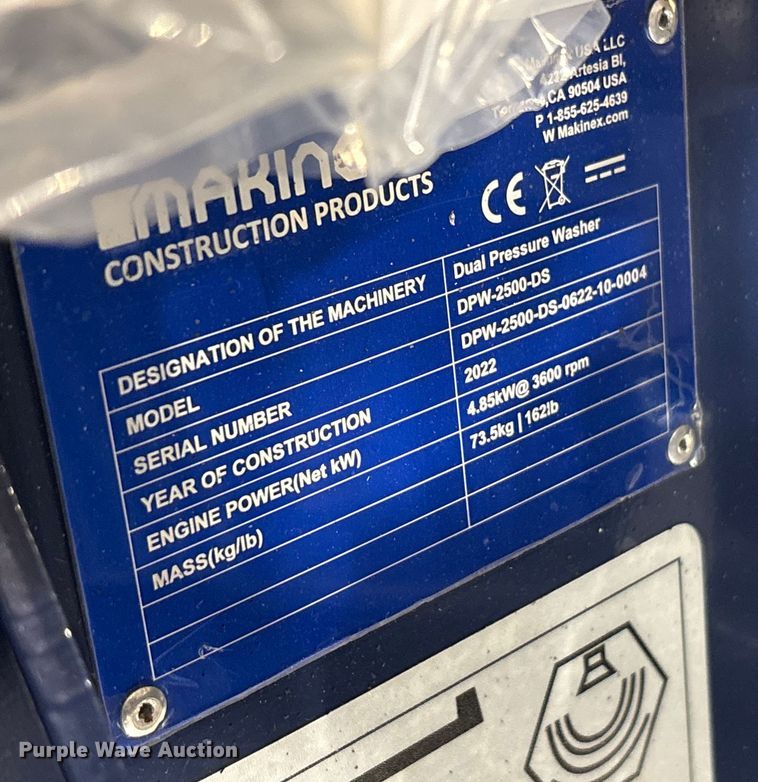 USA LLC
Artesia Bl,
CA 90504 USA
P 1-855-625-4639
W Makinex.com
CONSTRUCTION PRODUCTS
CE
DESIGNATION OF THE MACHINERY Dual Pressure Washer
MODEL DPW-2500-DS
SERIAL NUMBER DPW-2500-DS-0622-10-0004
YEAR OF CONSTRUCTION 2022
ENGINE POWER(Net kW) 4.85kW@ 3600 rpm
MASS(kg/lb) 73.5kg | 162lb
Purple Wave Auction